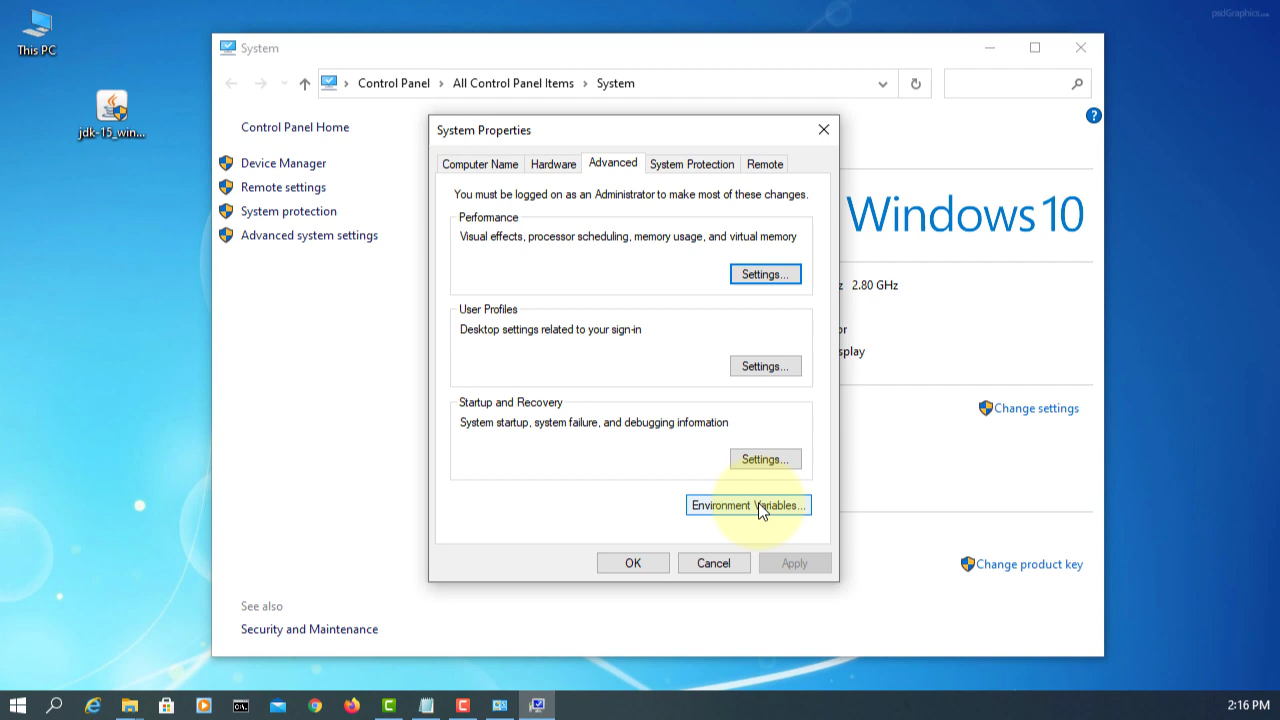 psdGraphics.com
This PC
jdk-15_win...
System
Control Panel
All Control Panel Items
System
Control Panel Home
Device Manager
Remote settings
System protection
Advanced system settings
System Properties
Computer Name
Hardware
Advanced
System Protection
Remote
You must be logged on as an Administrator to make most of these changes.
Performance
Visual effects, processor scheduling, memory usage, and virtual memory
Settings...
User Profiles
Desktop settings related to your sign-in
Settings...
Startup and Recovery
System startup, system failure, and debugging information
Settings...
Environment Variables...
OK
Cancel
Apply
?
Windows 10
z 2.80 GHz
or
splay
Change settings
Change product key
See also
Security and Maintenance
2:16 PM